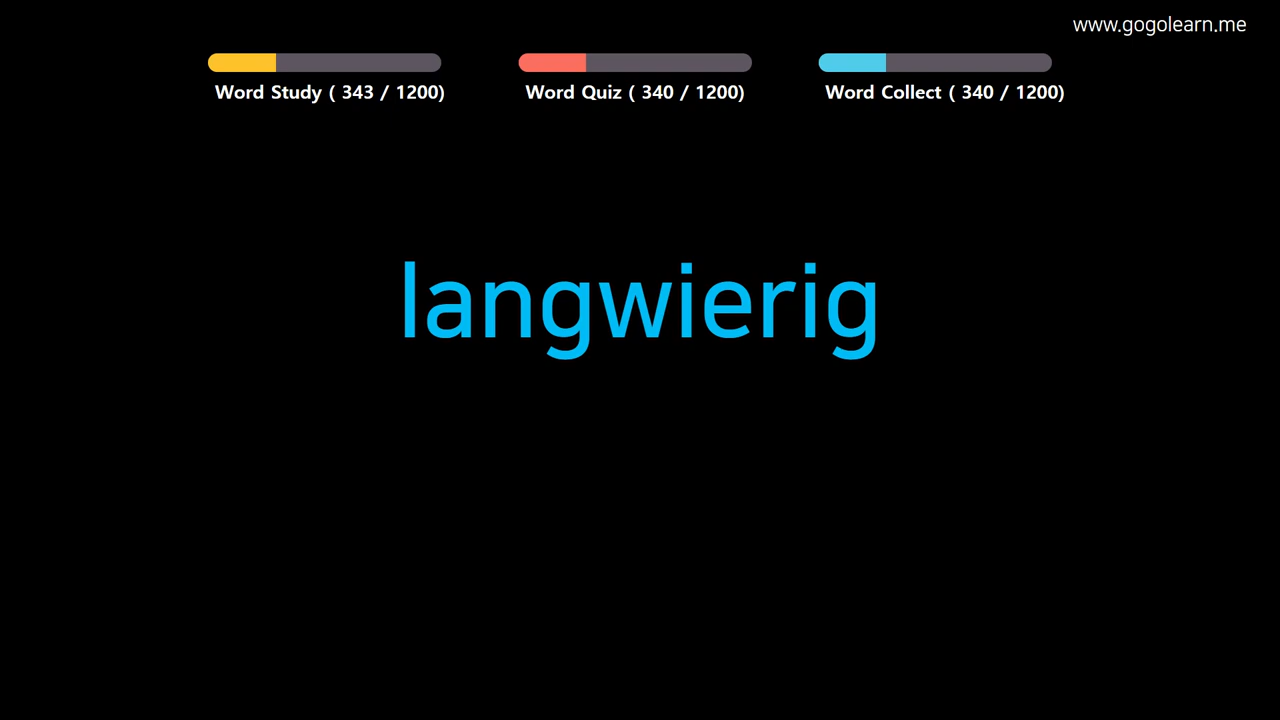 www.gogolearn.me
Word Study ( 343 / 1200)
Word Quiz ( 340 / 1200)
Word Collect ( 340 / 1200)
langwierig